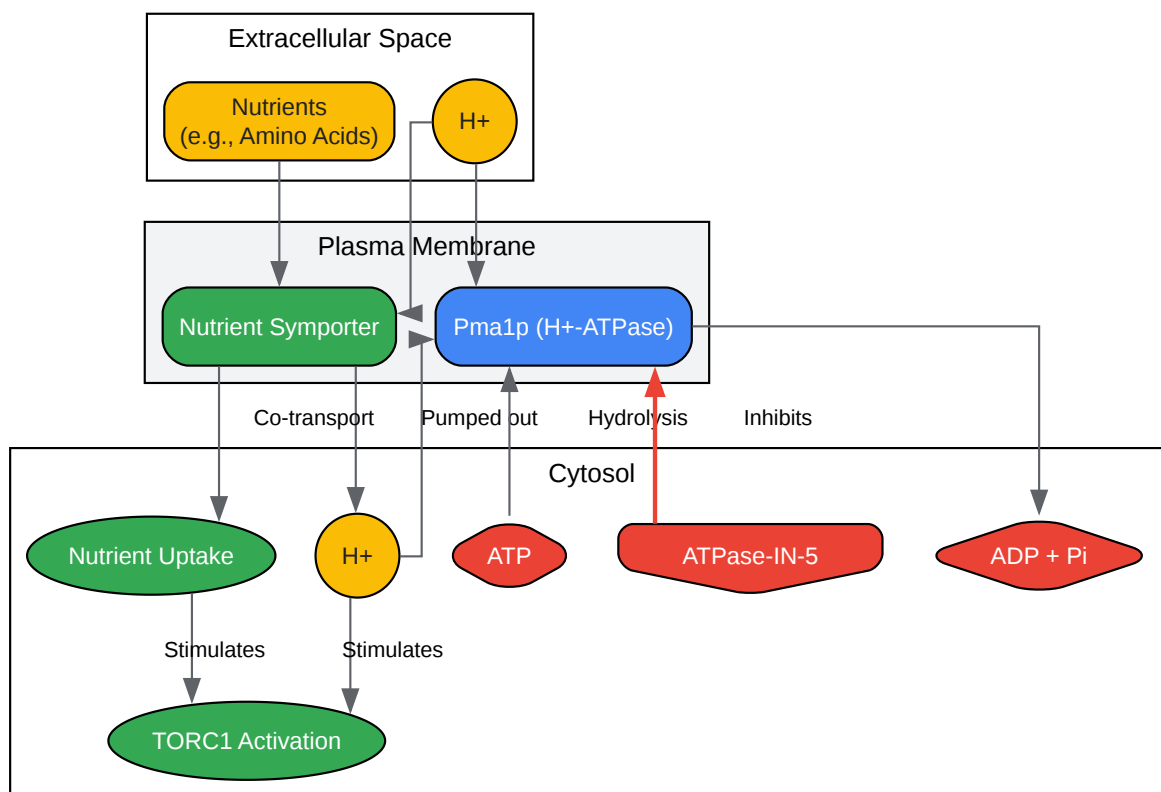 Extracellular Space
Nutrients
(e.g., Amino Acids)
H+
Plasma Membrane
Nutrient Symporter
Pma1p (H+-ATPase)
Co-transport
Pumped out
Hydrolysis
Inhibits
Cytosol
Nutrient Uptake
H+
ATP
ATPase-IN-5
ADP + Pi
Stimulates
Stimulates
TORC1 Activation